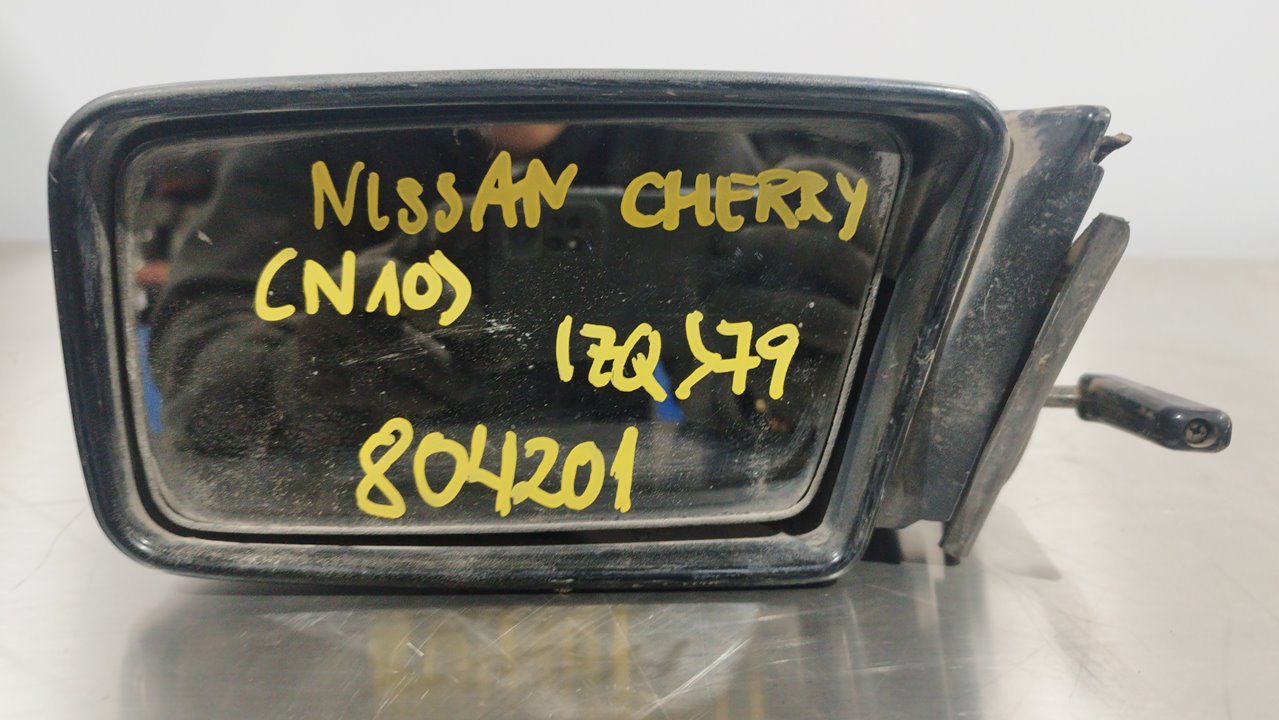 NISSAN CHERRY
(N10)
IZQ >79
804201